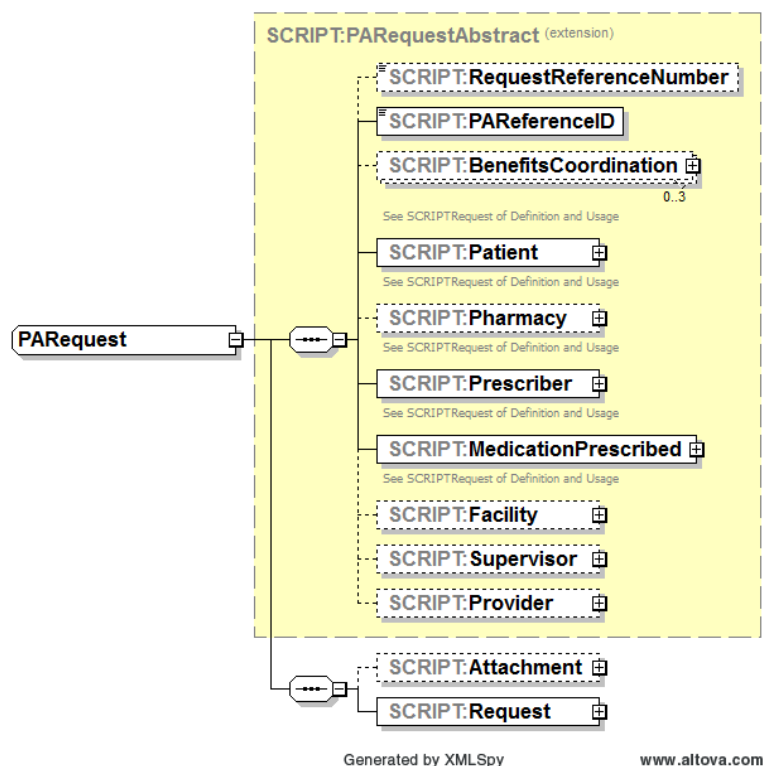 SCRIPT:PARequestAbstract (extension)
SCRIPT:RequestReferenceNumber
SCRIPT:PAReferenceID
SCRIPT:BenefitsCoordination
0..3
See SCRIPTRequest of Definition and Usage
SCRIPT:Patient
See SCRIPTRequest of Definition and Usage
SCRIPT:Pharmacy
PARequest
See SCRIPTRequest of Definition and Usage
SCRIPT:Prescriber
See SCRIPTRequest of Definition and Usage
SCRIPT:MedicationPrescribed
See SCRIPTRequest of Definition and Usage
SCRIPT:Facility
SCRIPT:Supervisor
SCRIPT:Provider
SCRIPT:Attachment
SCRIPT:Request
Generated by XMLSpy www.altova.com